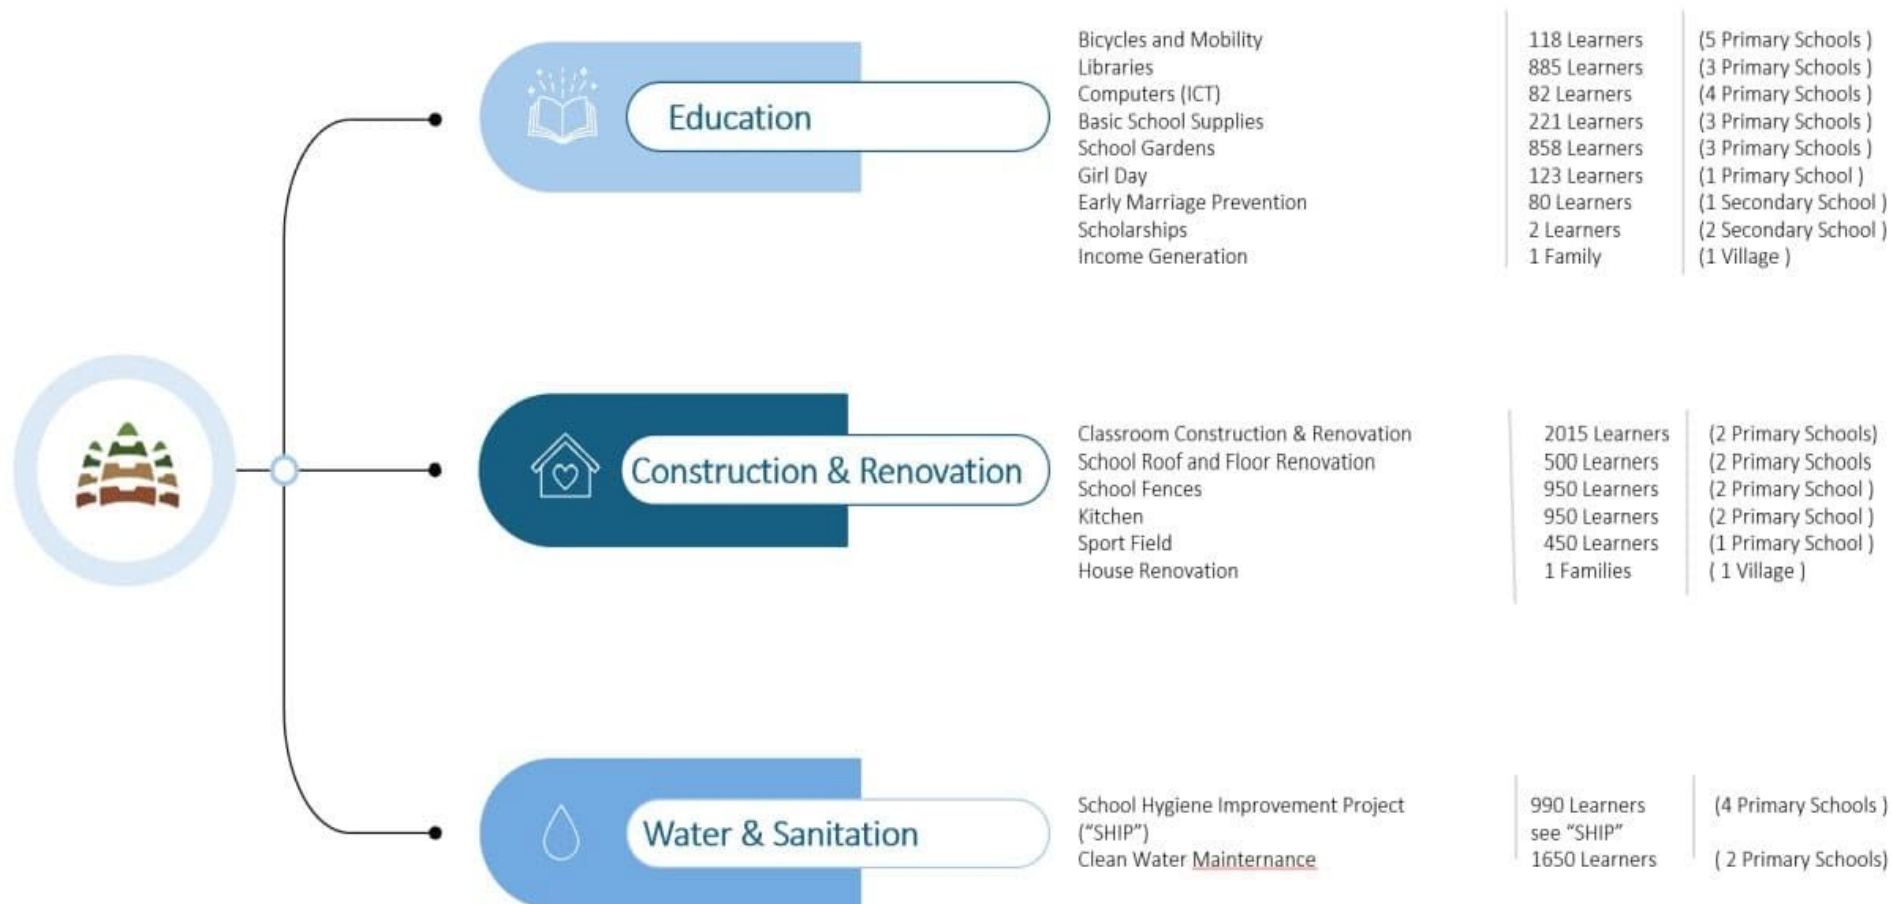 Education
Bicycles and Mobility 118 Learners (5 Primary Schools )
Libraries 885 Learners (3 Primary Schools )
Computers (ICT) 82 Learners (4 Primary Schools )
Basic School Supplies 221 Learners (3 Primary Schools )
School Gardens 858 Learners (3 Primary Schools )
Girl Day 123 Learners (1 Primary School )
Early Marriage Prevention 80 Learners (1 Secondary School )
Scholarships 2 Learners (2 Secondary School )
Income Generation 1 Family (1 Village )
Construction & Renovation
Classroom Construction & Renovation 2015 Learners (2 Primary Schools)
School Roof and Floor Renovation 500 Learners (2 Primary Schools
School Fences 950 Learners (2 Primary School )
Kitchen 950 Learners (2 Primary School )
Sport Field 450 Learners (1 Primary School )
House Renovation 1 Families ( 1 Village )
Water & Sanitation
School Hygiene Improvement Project 990 Learners (4 Primary Schools )
(“SHIP”) see “SHIP”
Clean Water Mainternance 1650 Learners ( 2 Primary Schools)